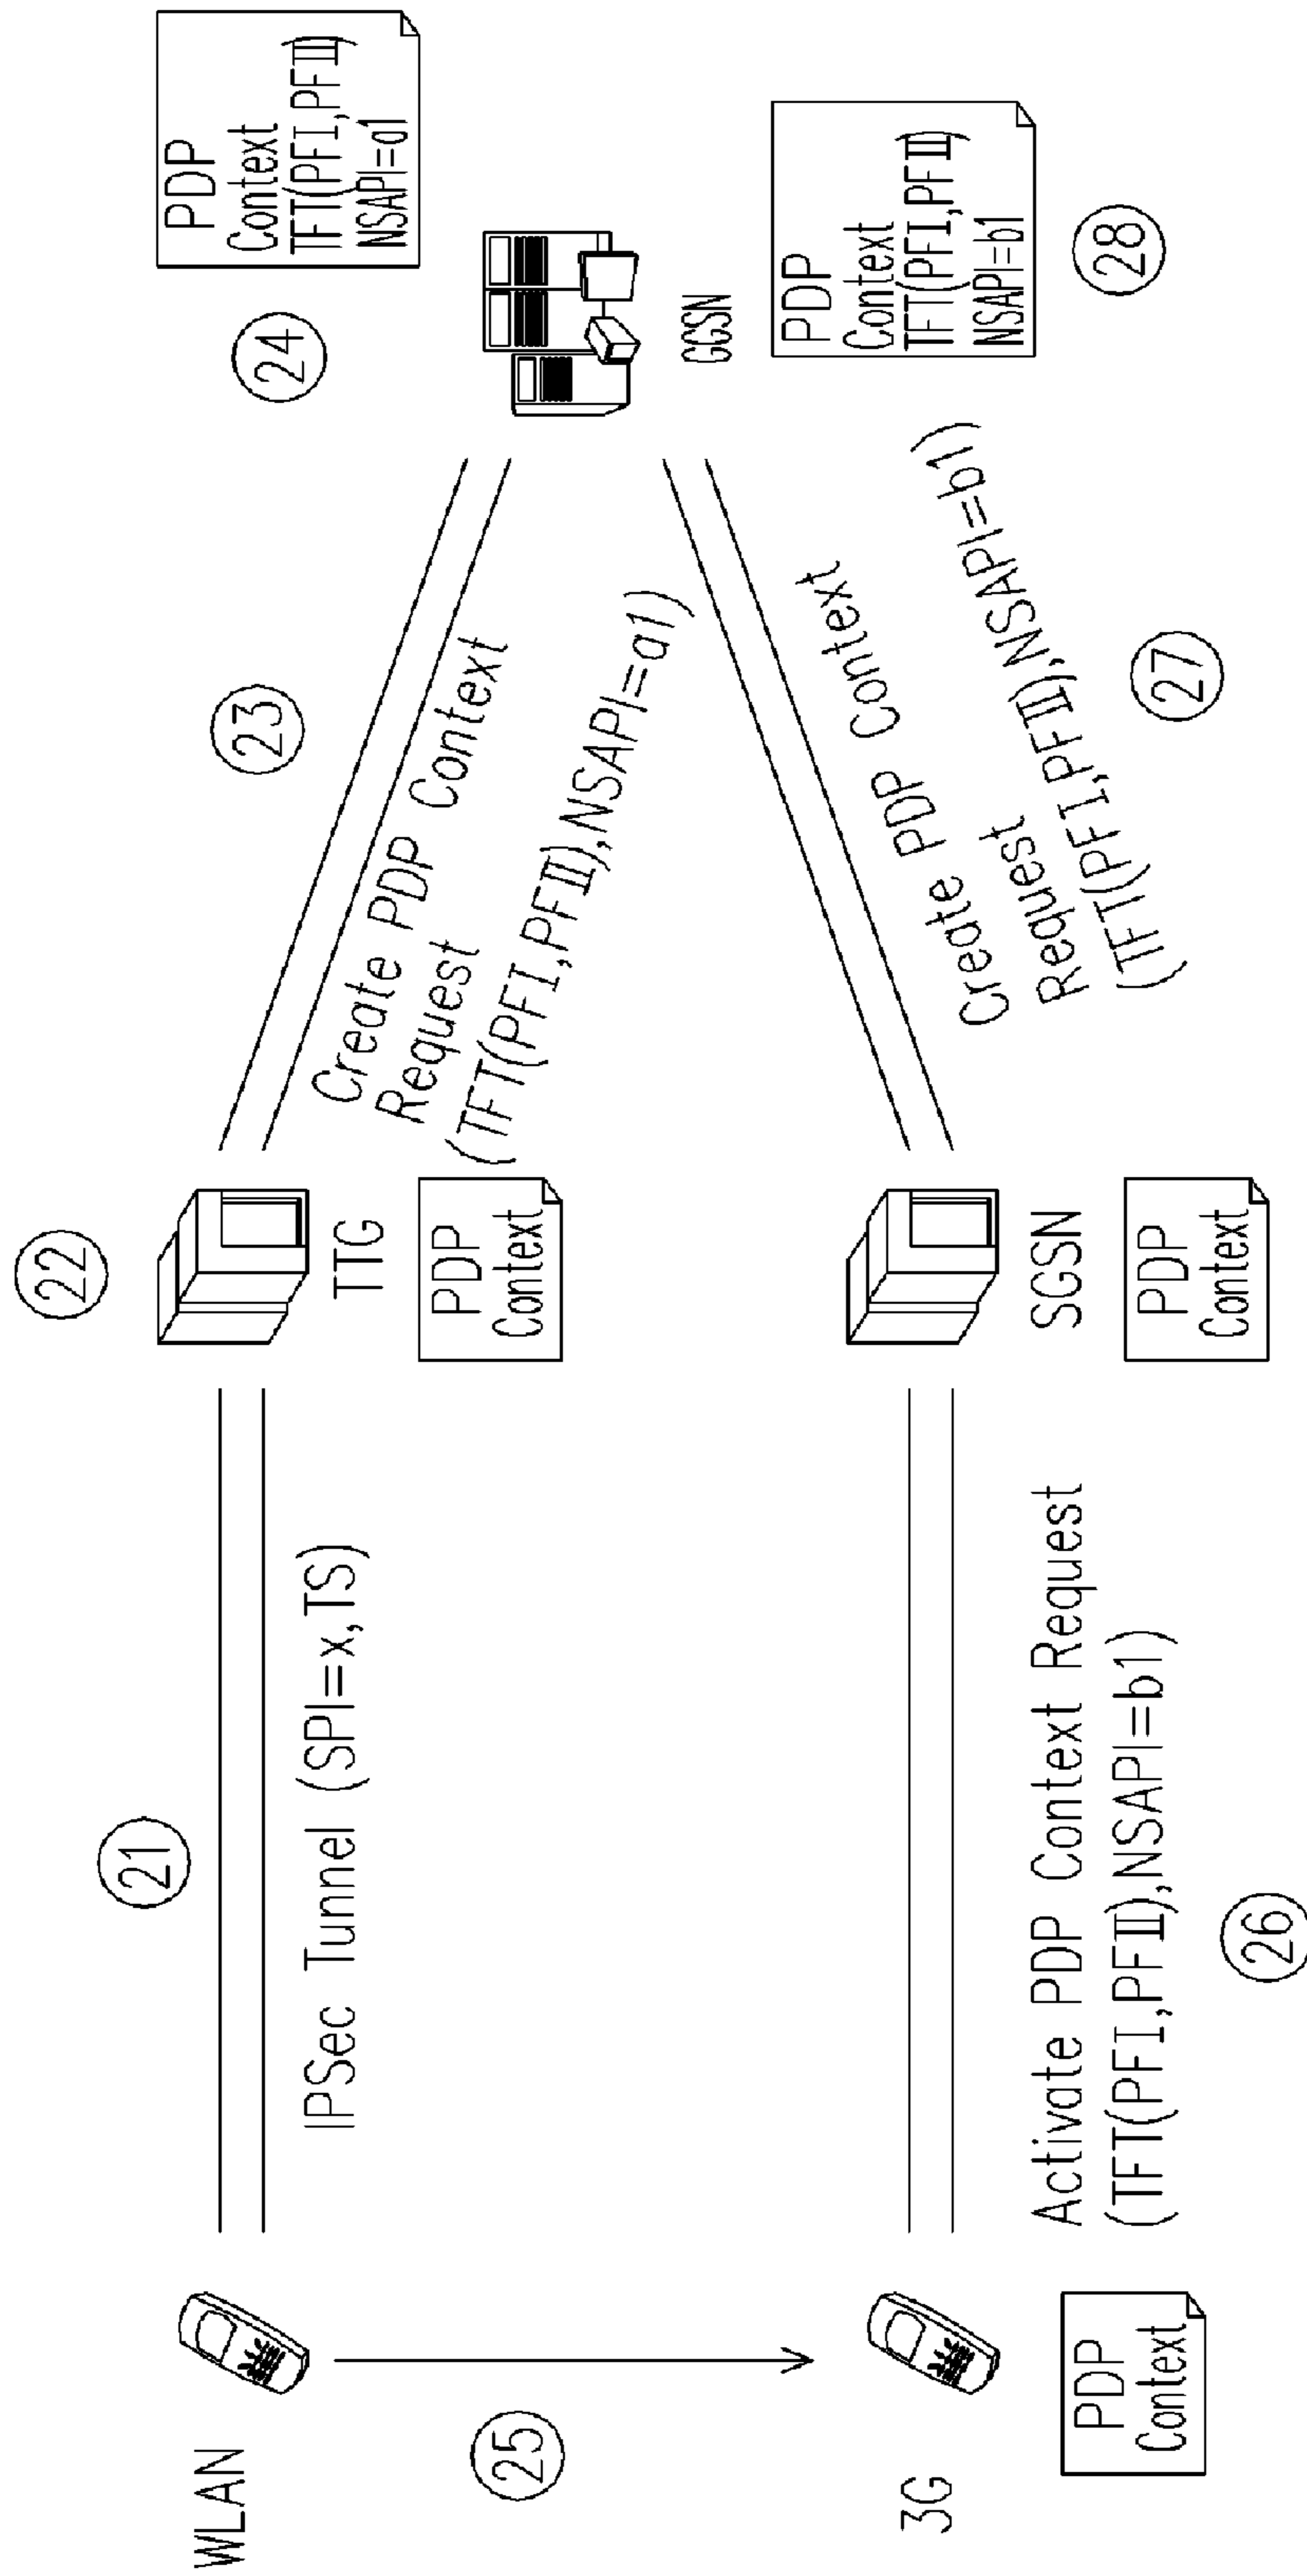 22
24
23
21
PDP
Context
TFT(PFI,PFⅡ)
NSAPI=a1
WLAN
IPSec Tunnel (SPI=x,TS)
TTG
PDP
Context
Create PDP Context
Request
(TFT(PFI,PFⅡ),NSAPI=a1)
25
GGSN
3G
PDP
Context
Activate PDP Context Request
(TFT(PFI,PFⅡ),NSAPI=b1)
26
SGSN
PDP
Context
Create PDP Context
Request
(TFT(PFI,PFⅡ),NSAPI=b1)
27
PDP
Context
TFT(PFI,PFⅡ)
NSAPI=b1
28